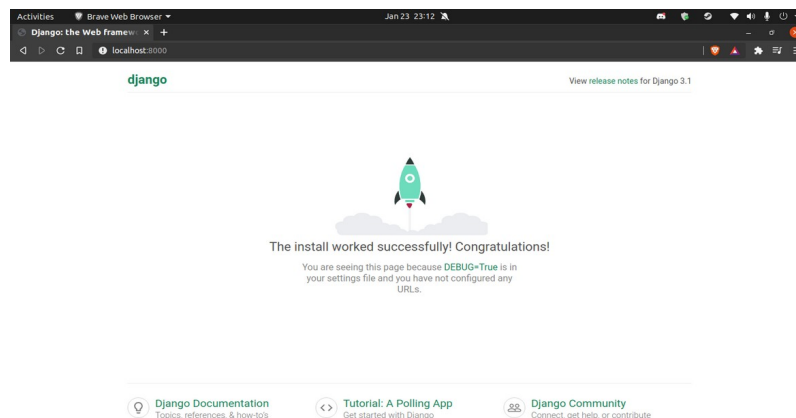 Activities Brave Web Browser Jan 23 23:12
Django: the Web framew
localhost:8000
django
View release notes for Django 3.1
The install worked successfully! Congratulations!
You are seeing this page because DEBUG=True is in
your settings file and you have not configured any
URLs.
Django Documentation
Topics, references, & how-to's
Tutorial: A Polling App
Get started with Django
Django Community
Connect, get help, or contribute